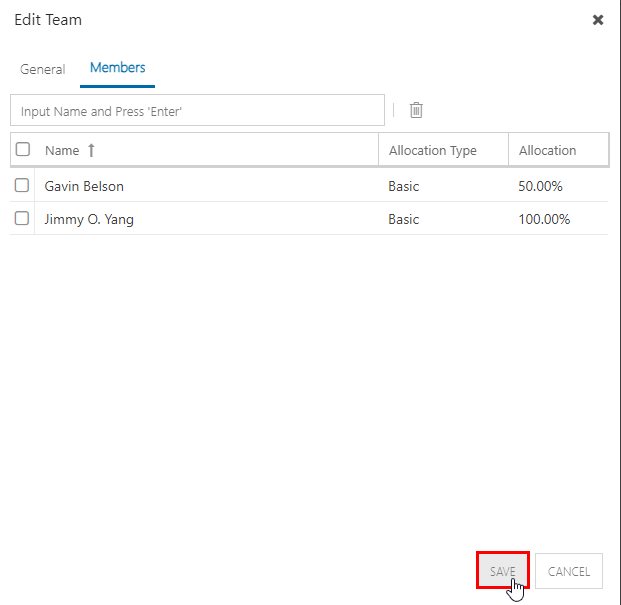 Edit Team
General Members
Input Name and Press 'Enter'
Name Allocation Type Allocation
Gavin Belson Basic 50.00%
Jimmy O. Yang Basic 100.00%
SAVE CANCEL